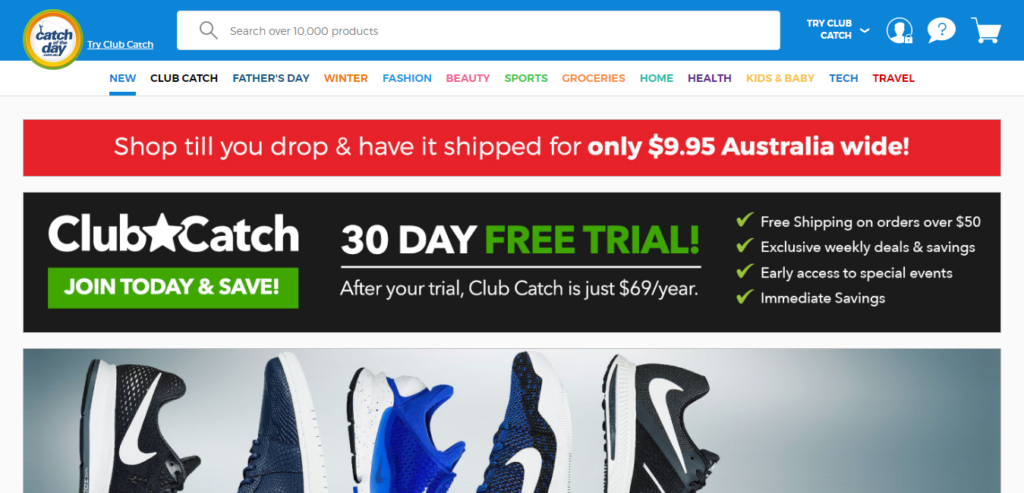 catch
of the
day
.com.au
Try Club Catch
Search over 10,000 products
TRY CLUB
CATCH
?
NEW CLUB CATCH FATHER'S DAY WINTER FASHION BEAUTY SPORTS GROCERIES HOME HEALTH KIDS & BABY TECH TRAVEL
Shop till you drop & have it shipped for only $9.95 Australia wide!
Club Catch
JOIN TODAY & SAVE!
30 DAY FREE TRIAL!
After your trial, Club Catch is just $69/year.
Free Shipping on orders over $50
Exclusive weekly deals & savings
Early access to special events
Immediate Savings